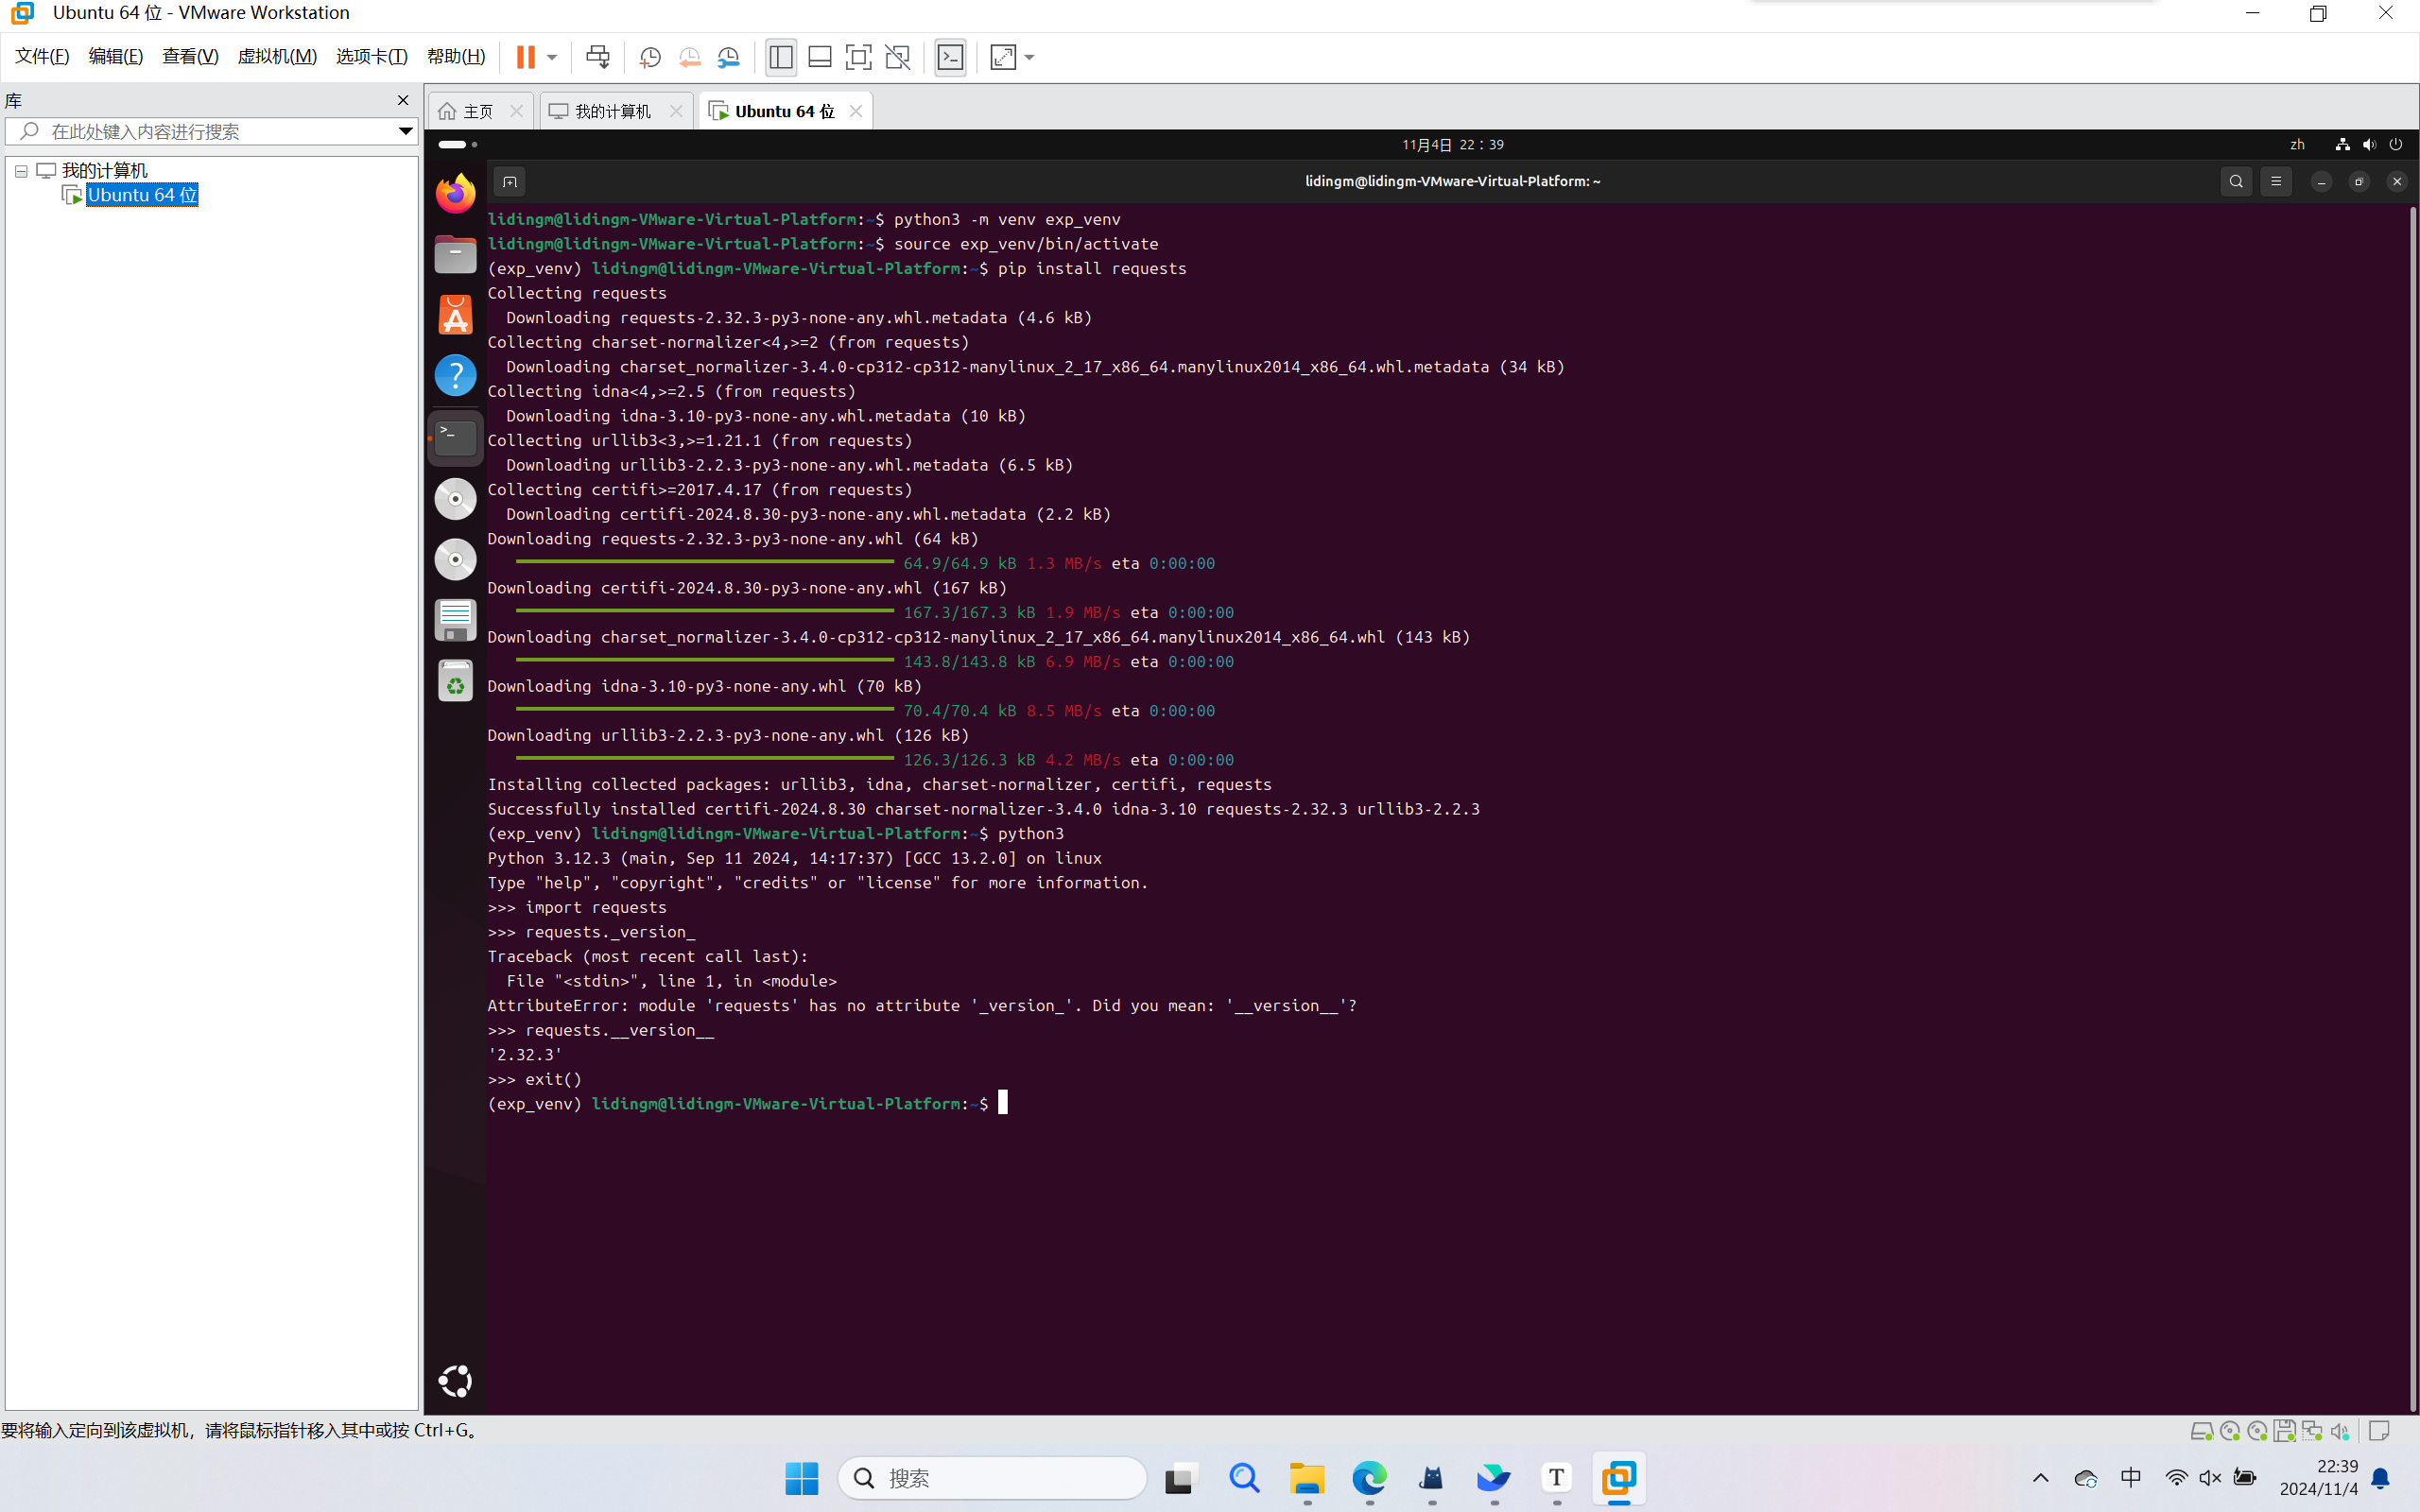 Ubuntu 64 位 - VMware Workstation
文件(F) 编辑(E) 查看(V) 虚拟机(M) 选项卡(T) 帮助(H)
库
在此处键入内容进行搜索
我的计算机
Ubuntu 64 位
主页
我的计算机
Ubuntu 64 位
11月4日 22：39
zh
lidingm@lidingm-VMware-Virtual-Platform: ~
lidingm@lidingm-VMware-Virtual-Platform:~$ python3 -m venv exp_venv
lidingm@lidingm-VMware-Virtual-Platform:~$ source exp_venv/bin/activate
(exp_venv) lidingm@lidingm-VMware-Virtual-Platform:~$ pip install requests
Collecting requests
Downloading requests-2.32.3-py3-none-any.whl.metadata (4.6 kB)
Collecting charset-normalizer<4,>=2 (from requests)
Downloading charset_normalizer-3.4.0-cp312-cp312-manylinux_2_17_x86_64.manylinux2014_x86_64.whl.metadata (34 kB)
Collecting idna<4,>=2.5 (from requests)
Downloading idna-3.10-py3-none-any.whl.metadata (10 kB)
Collecting urllib3<3,>=1.21.1 (from requests)
Downloading urllib3-2.2.3-py3-none-any.whl.metadata (6.5 kB)
Collecting certifi>=2017.4.17 (from requests)
Downloading certifi-2024.8.30-py3-none-any.whl.metadata (2.2 kB)
Downloading requests-2.32.3-py3-none-any.whl (64 kB)
64.9/64.9 kB 1.3 MB/s eta 0:00:00
Downloading certifi-2024.8.30-py3-none-any.whl (167 kB)
167.3/167.3 kB 1.9 MB/s eta 0:00:00
Downloading charset_normalizer-3.4.0-cp312-cp312-manylinux_2_17_x86_64.manylinux2014_x86_64.whl (143 kB)
143.8/143.8 kB 6.9 MB/s eta 0:00:00
Downloading idna-3.10-py3-none-any.whl (70 kB)
70.4/70.4 kB 8.5 MB/s eta 0:00:00
Downloading urllib3-2.2.3-py3-none-any.whl (126 kB)
126.3/126.3 kB 4.2 MB/s eta 0:00:00
Installing collected packages: urllib3, idna, charset-normalizer, certifi, requests
Successfully installed certifi-2024.8.30 charset-normalizer-3.4.0 idna-3.10 requests-2.32.3 urllib3-2.2.3
(exp_venv) lidingm@lidingm-VMware-Virtual-Platform:~$ python3
Python 3.12.3 (main, Sep 11 2024, 14:17:37) [GCC 13.2.0] on linux
Type "help", "copyright", "credits" or "license" for more information.
>>> import requests
>>> requests._version_
Traceback (most recent call last):
File "<stdin>", line 1, in <module>
AttributeError: module 'requests' has no attribute '_version_'. Did you mean: '__version__'?
>>> requests.__version__
'2.32.3'
>>> exit()
(exp_venv) lidingm@lidingm-VMware-Virtual-Platform:~$
要将输入定向到该虚拟机，请将鼠标指针移入其中或按 Ctrl+G。
搜索
中
22:39
2024/11/4